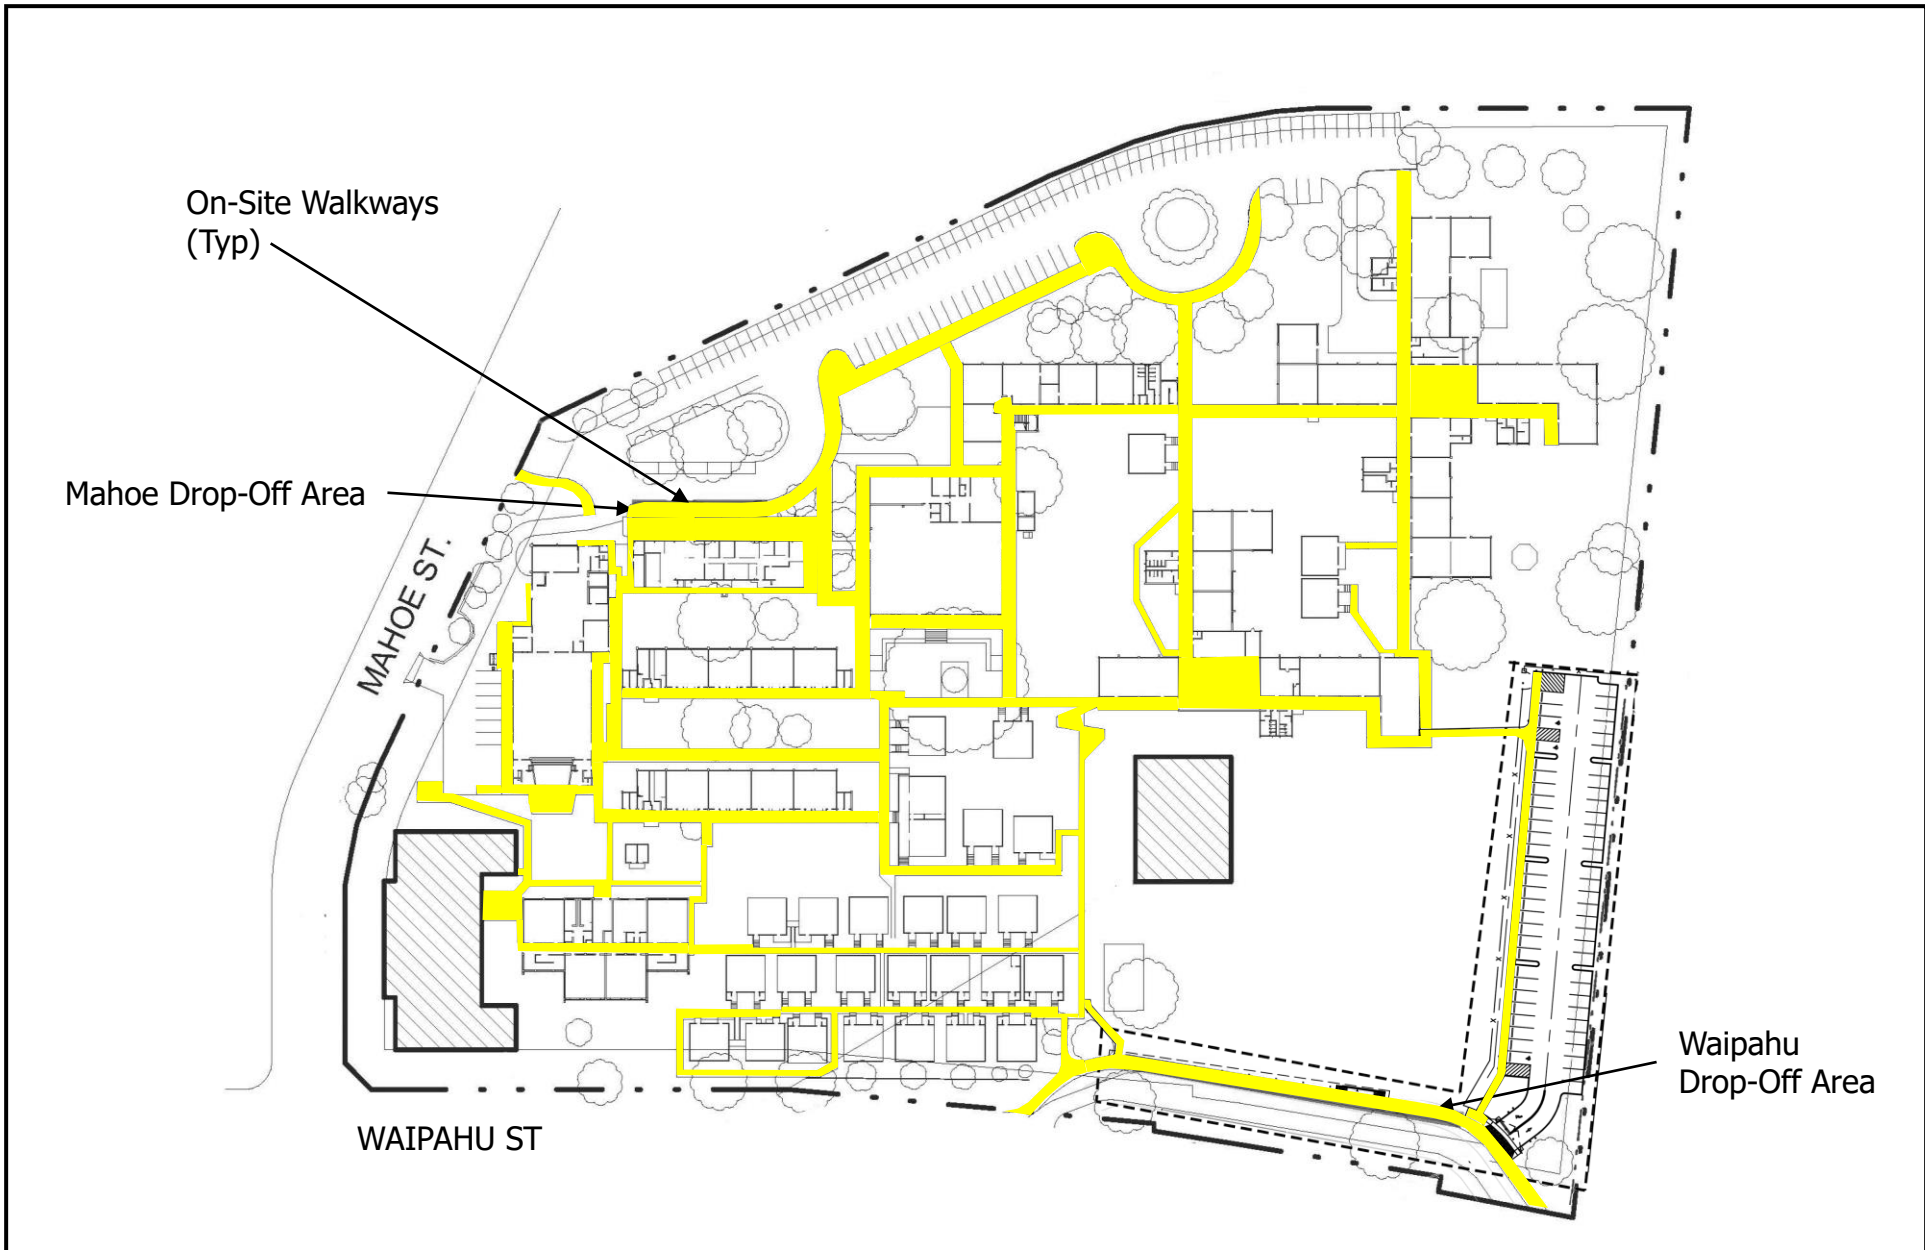 On-Site Walkways
(Typ)
Mahoe Drop-Off Area
MAHOE ST.
Waipahu
Drop-Off Area
WAIPAHU ST